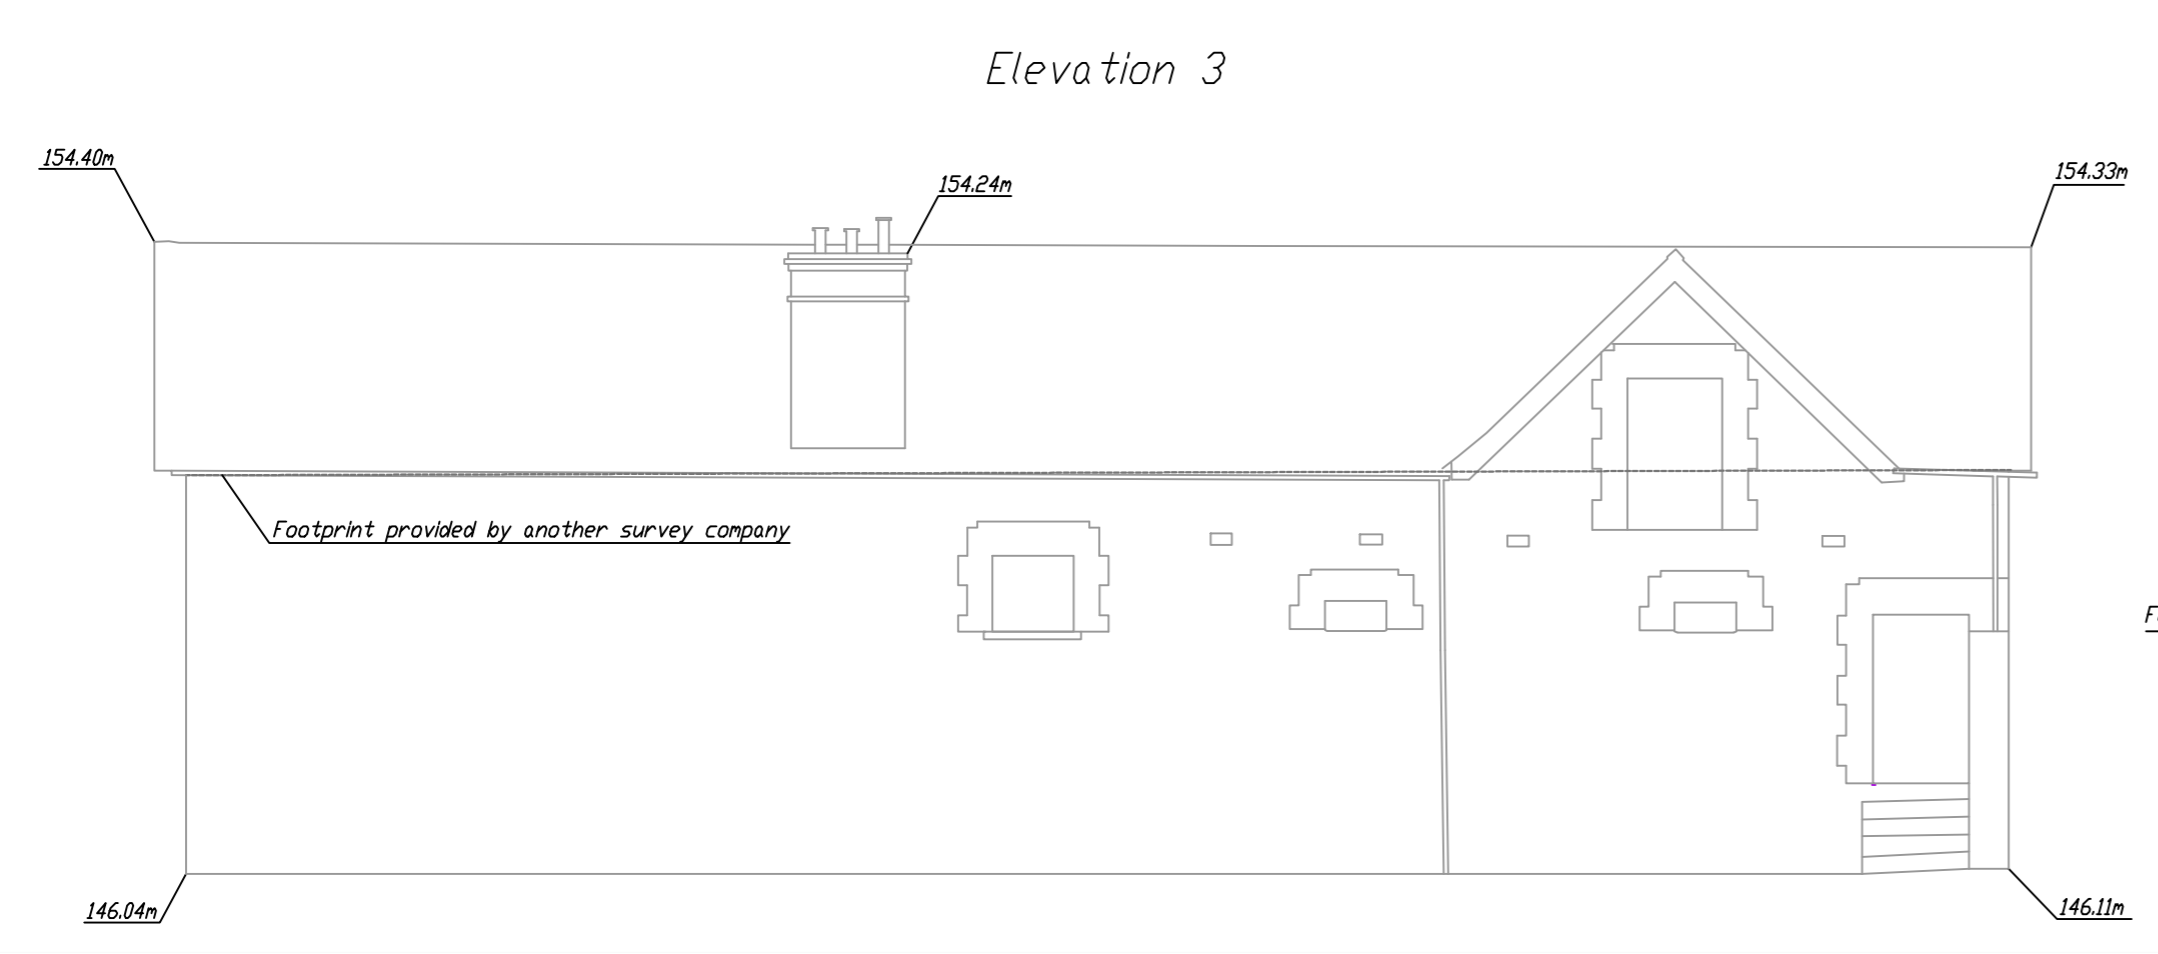 Elevation 3
154.40m
154.24m
154.33m
Footprint provided by another survey company
146.04m
146.11m